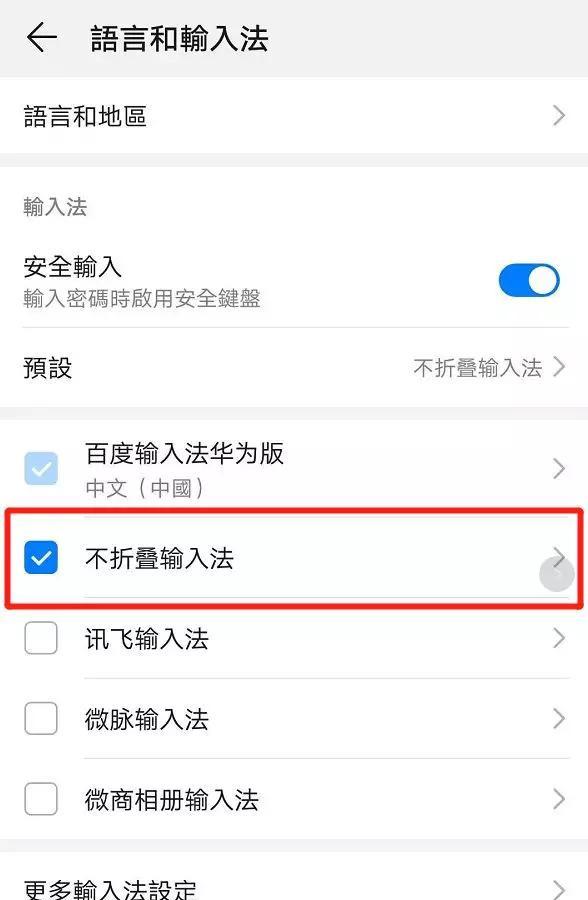 語言和輸入法
語言和地區
輸入法
安全輸入
輸入密碼時啟用安全鍵盤
預設
不折叠输入法
百度输入法华为版
中文（中國）
不折叠输入法
讯飞输入法
微脉输入法
微商相册输入法
更多輸入法設定